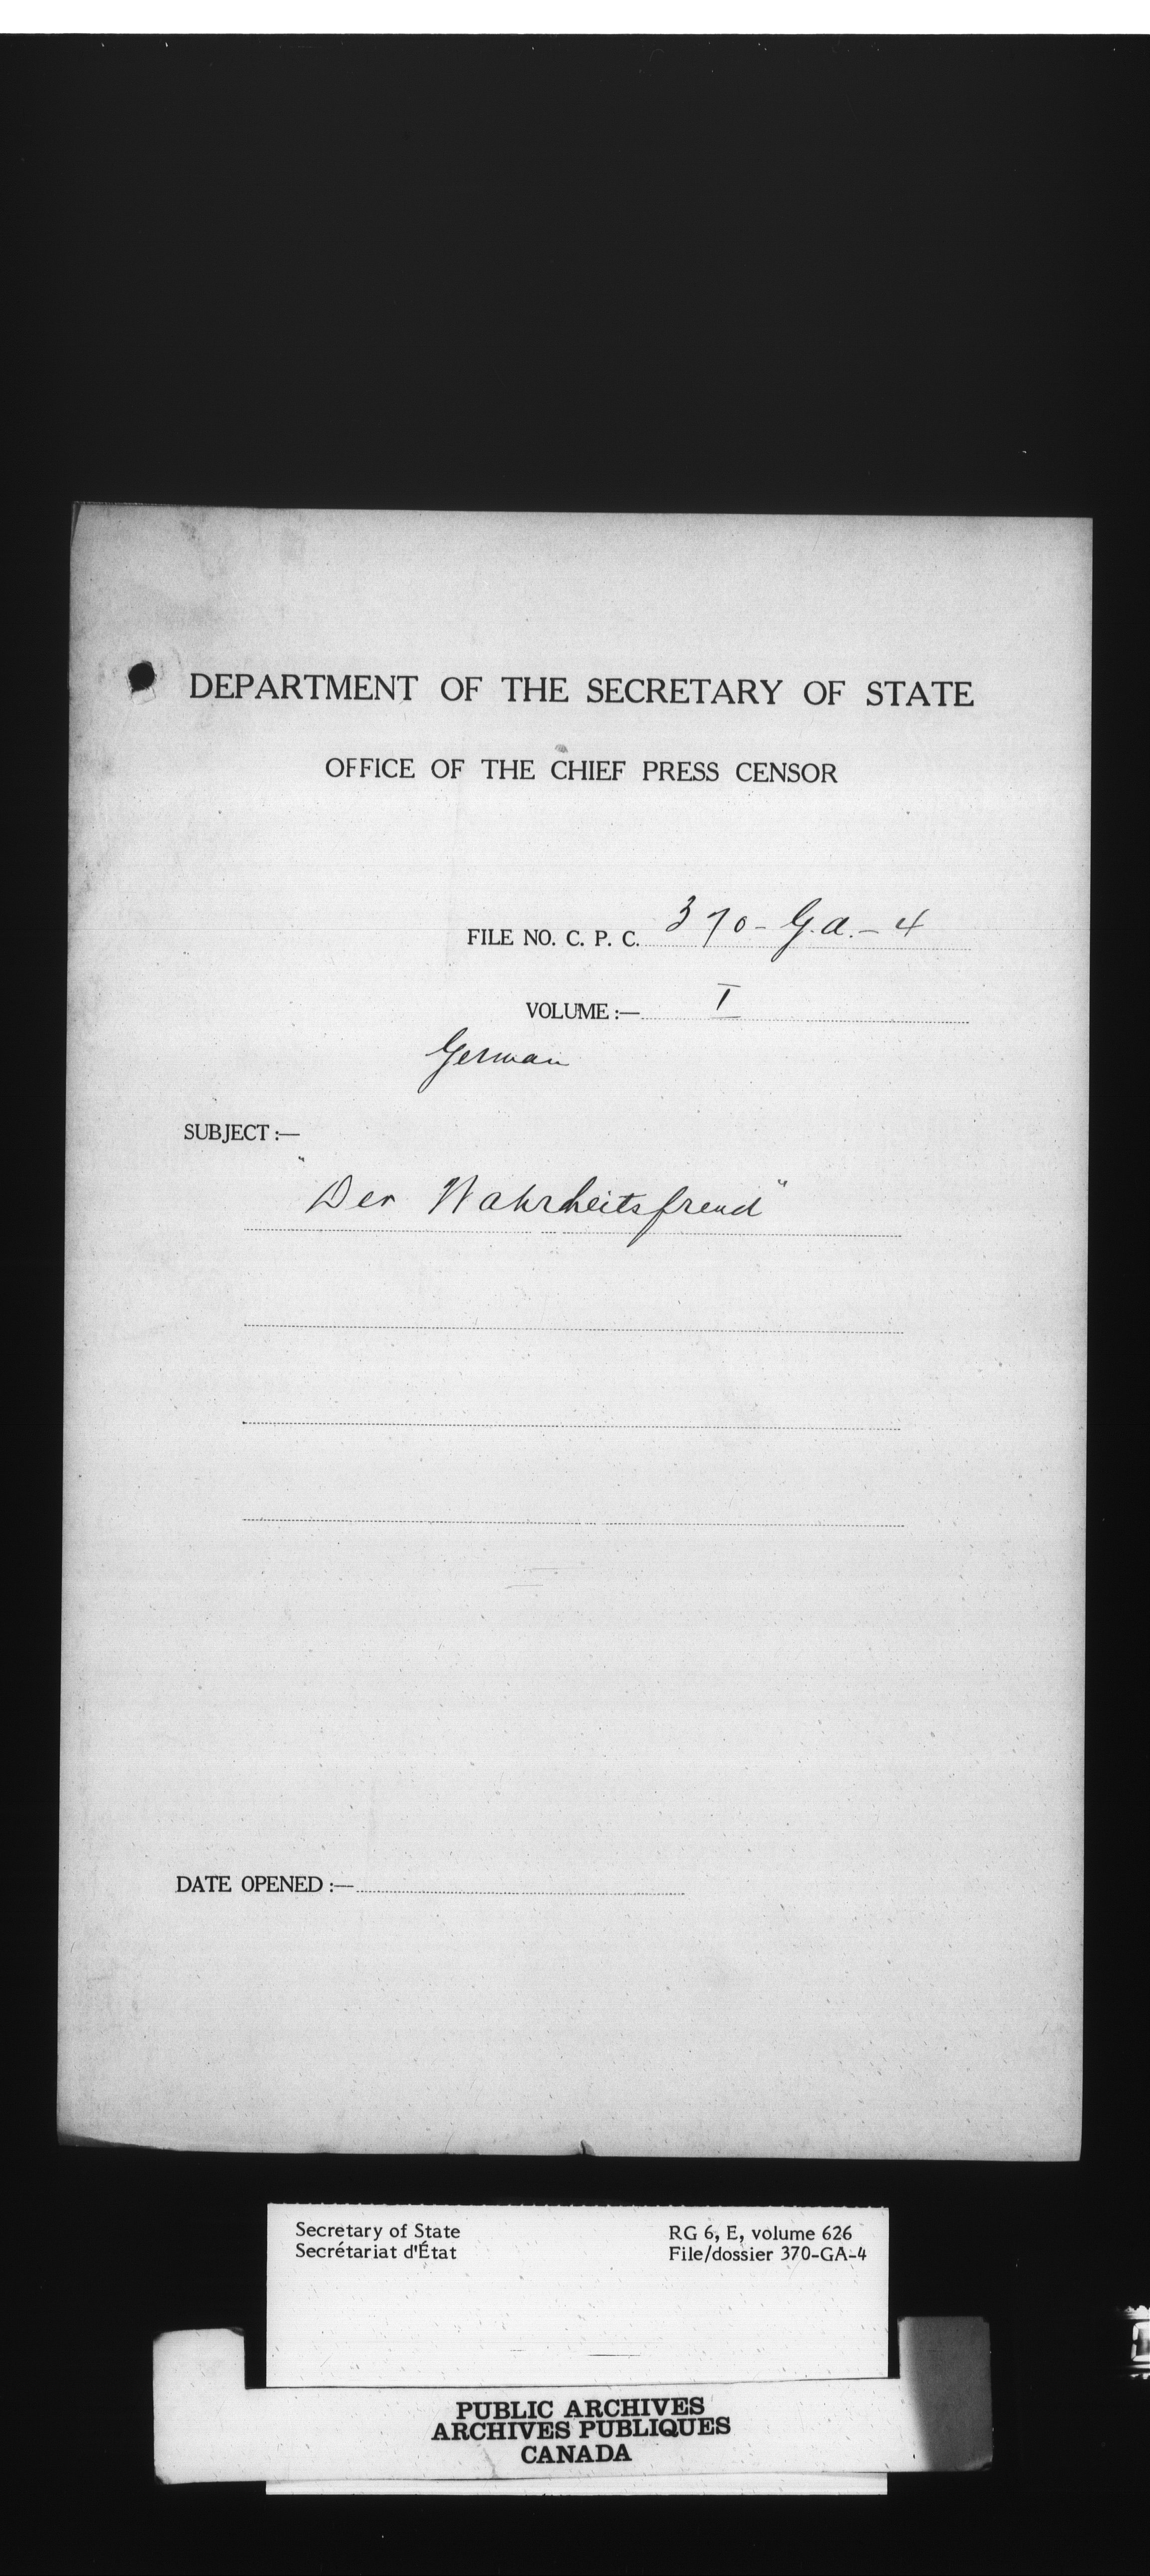 DEPARTMENT OF THE SECRETARY OF STATE
OFFICE OF THE CHIEF PRESS CENSOR
FILE NO. C. P. C. 370-G.a.-4
VOLUME :— I
German
SUBJECT :—
"Der Wahrheitsfreud"
DATE OPENED :—
Secretary of State
Secrétariat d'État
RG 6, E, volume 626
File/dossier 370-GA-4
PUBLIC ARCHIVES
ARCHIVES PUBLIQUES
CANADA